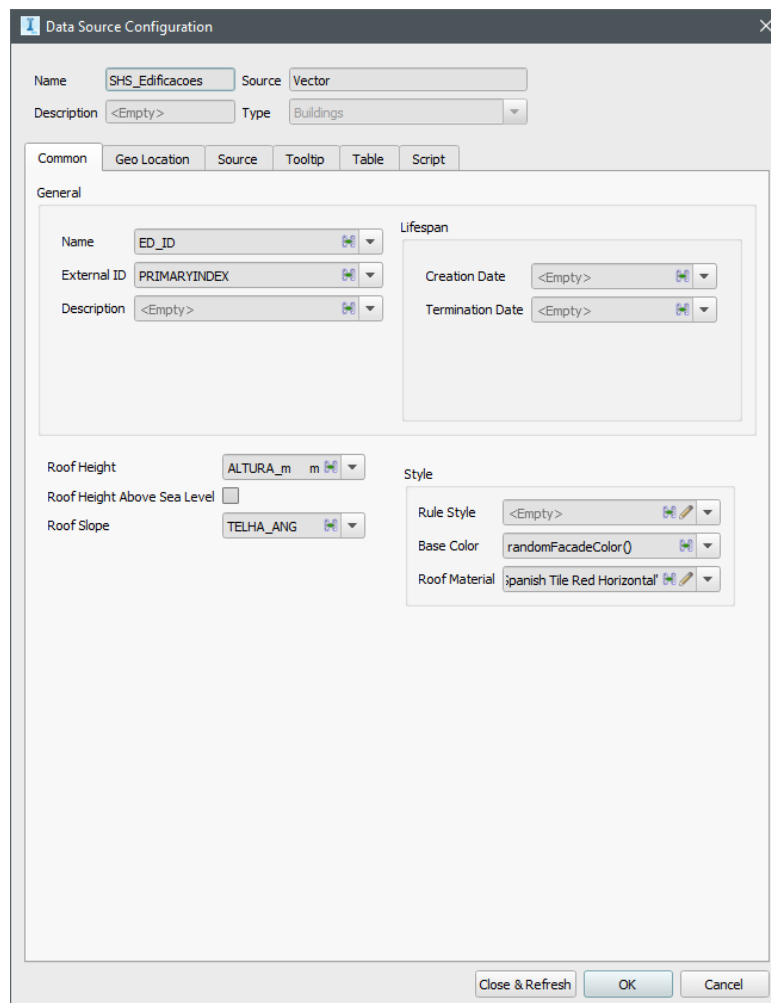 Data Source Configuration
Name SHS_Edificacoes Source Vector
Description <Empty> Type Buildings
Common Geo Location Source Tooltip Table Script
General
Name ED_ID
External ID PRIMARYINDEX
Description <Empty>
Lifespan
Creation Date <Empty>
Termination Date <Empty>
Roof Height ALTURA_m m
Roof Height Above Sea Level
Roof Slope TELHA_ANG
Style
Rule Style <Empty>
Base Color randomFacadeColor()
Roof Material Spanish Tile Red Horizontal"
Close & Refresh OK Cancel